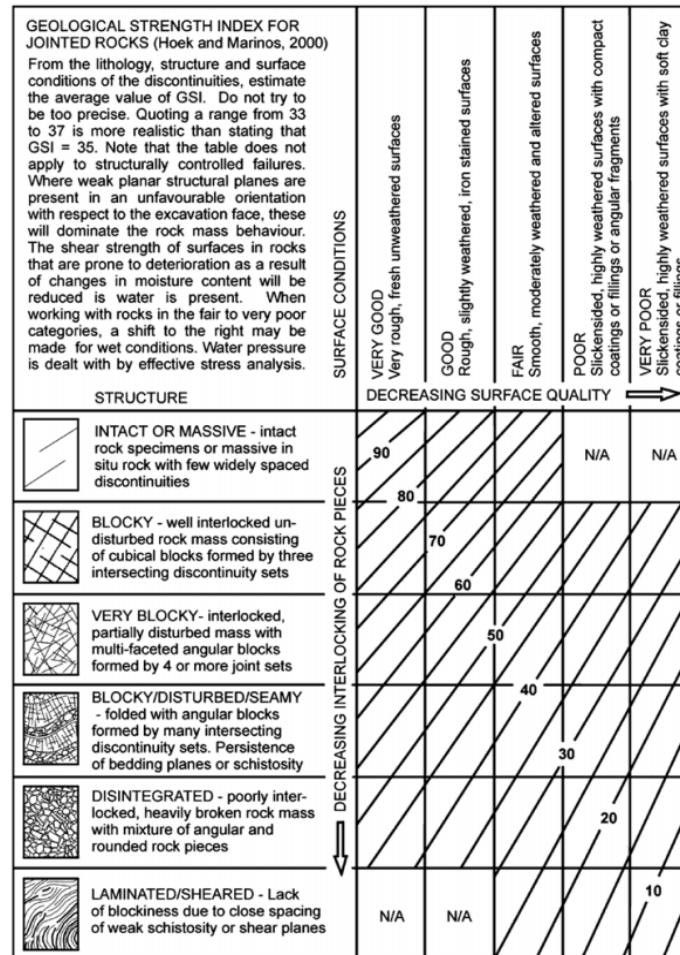 GEOLOGICAL STRENGTH INDEX FOR
JOINTED ROCKS (Hoek and Marinos, 2000)
From the lithology, structure and surface
conditions of the discontinuities, estimate
the average value of GSI. Do not try to
be too precise. Quoting a range from 33
to 37 is more realistic than stating that
GSI = 35. Note that the table does not
apply to structurally controlled failures.
Where weak planar structural planes are
present in an unfavourable orientation
with respect to the excavation face, these
will dominate the rock mass behaviour.
The shear strength of surfaces in rocks
that are prone to deterioration as a result
of changes in moisture content will be
reduced is water is present. When
working with rocks in the fair to very poor
categories, a shift to the right may be
made for wet conditions. Water pressure
is dealt with by effective stress analysis.
STRUCTURE
SURFACE CONDITIONS
VERY GOOD
Very rough, fresh unweathered surfaces
GOOD
Rough, slightly weathered, iron stained surfaces
FAIR
Smooth, moderately weathered and altered surfaces
POOR
Slickensided, highly weathered surfaces with compact
coatings or fillings or angular fragments
VERY POOR
Slickensided, highly weathered surfaces with soft clay
coatings or fillings
DECREASING SURFACE QUALITY
DECREASING INTERLOCKING OF ROCK PIECES
INTACT OR MASSIVE - intact
rock specimens or massive in
situ rock with few widely spaced
discontinuities
90
80
N/A
N/A
BLOCKY - well interlocked un-
disturbed rock mass consisting
of cubical blocks formed by three
intersecting discontinuity sets
70
60
VERY BLOCKY- interlocked,
partially disturbed mass with
multi-faceted angular blocks
formed by 4 or more joint sets
50
BLOCKY/DISTURBED/SEAMY
- folded with angular blocks
formed by many intersecting
discontinuity sets. Persistence
of bedding planes or schistosity
40
30
DISINTEGRATED - poorly inter-
locked, heavily broken rock mass
with mixture of angular and
rounded rock pieces
20
LAMINATED/SHEARED - Lack
of blockiness due to close spacing
of weak schistosity or shear planes
N/A
N/A
10